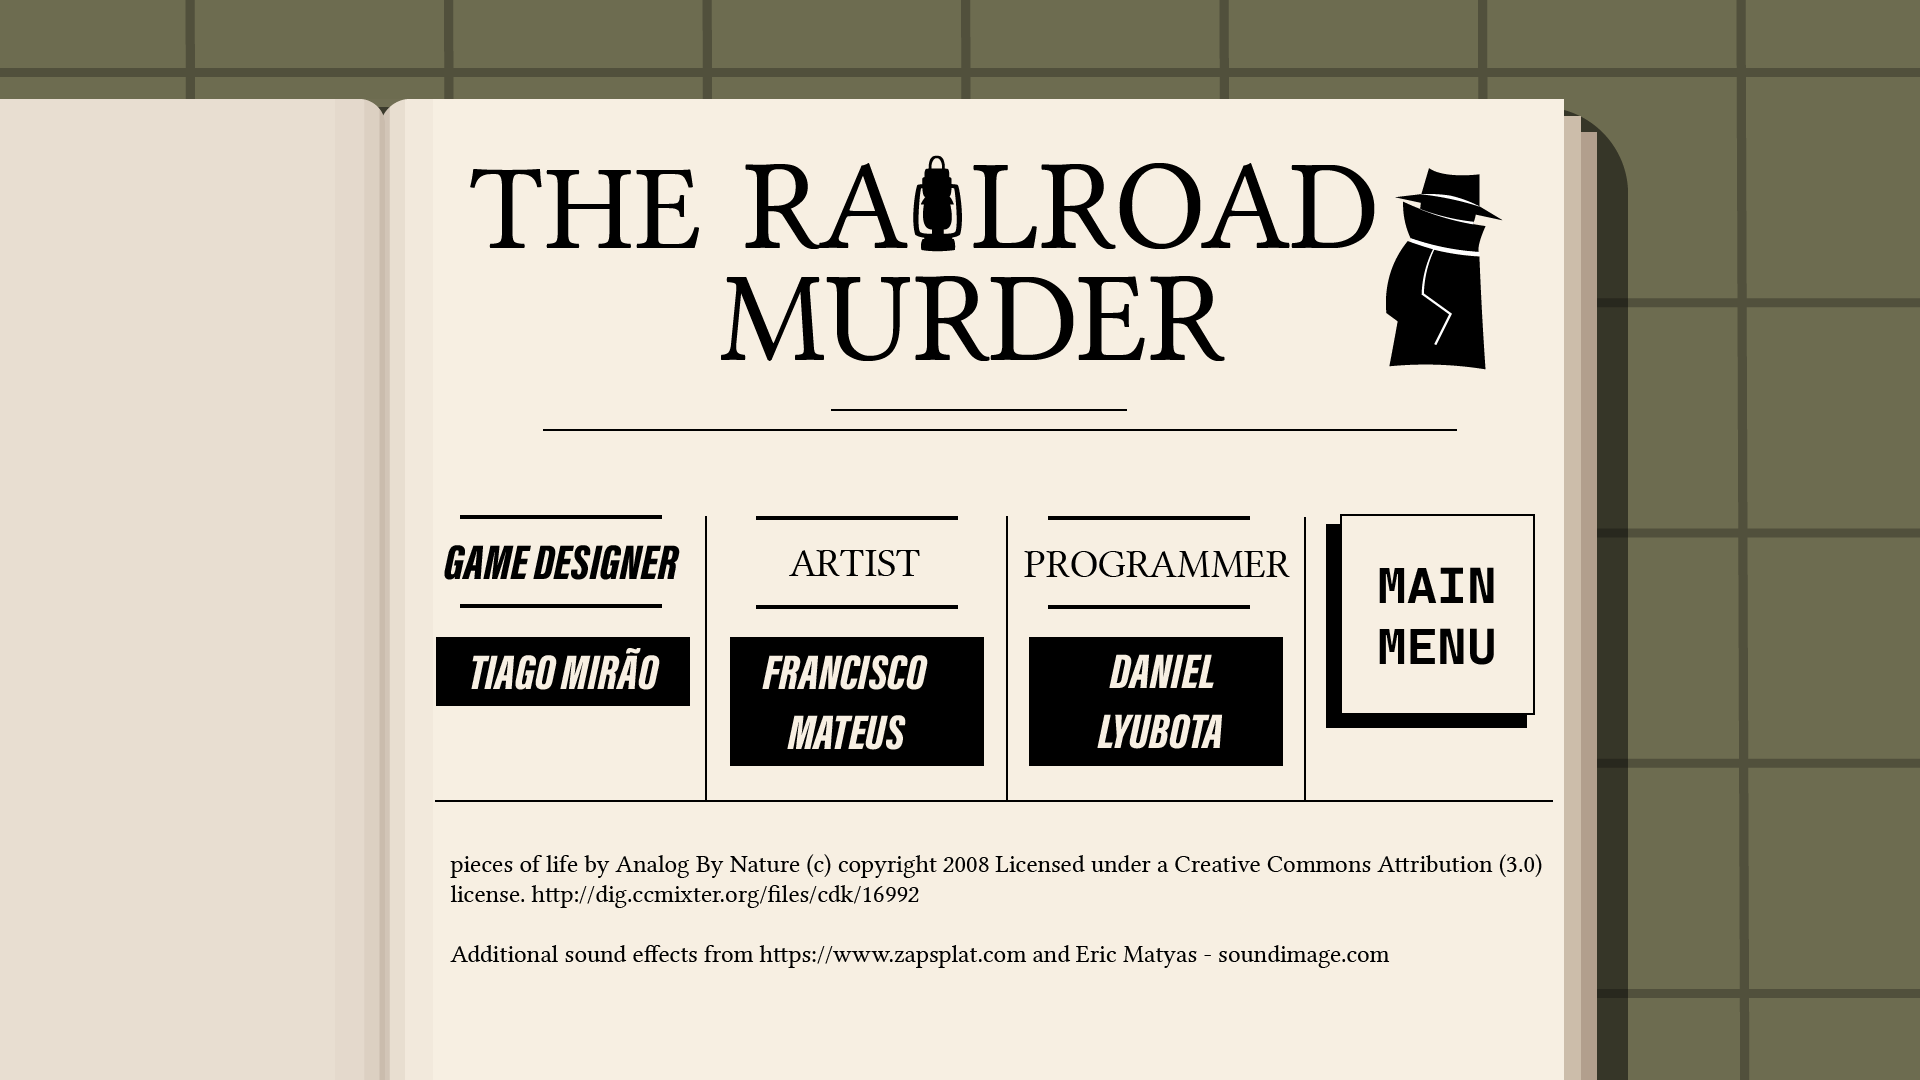 THE RAILROAD
MURDER
GAME DESIGNER
TIAGO MIRÃO
ARTIST
FRANCISCO
MATEUS
PROGRAMMER
DANIEL
LYUBOTA
MAIN
MENU
pieces of life by Analog By Nature (c) copyright 2008 Licensed under a Creative Commons Attribution (3.0)
license. http://dig.ccmixter.org/files/cdk/16992
Additional sound effects from https://www.zapsplat.com and Eric Matyas - soundimage.com